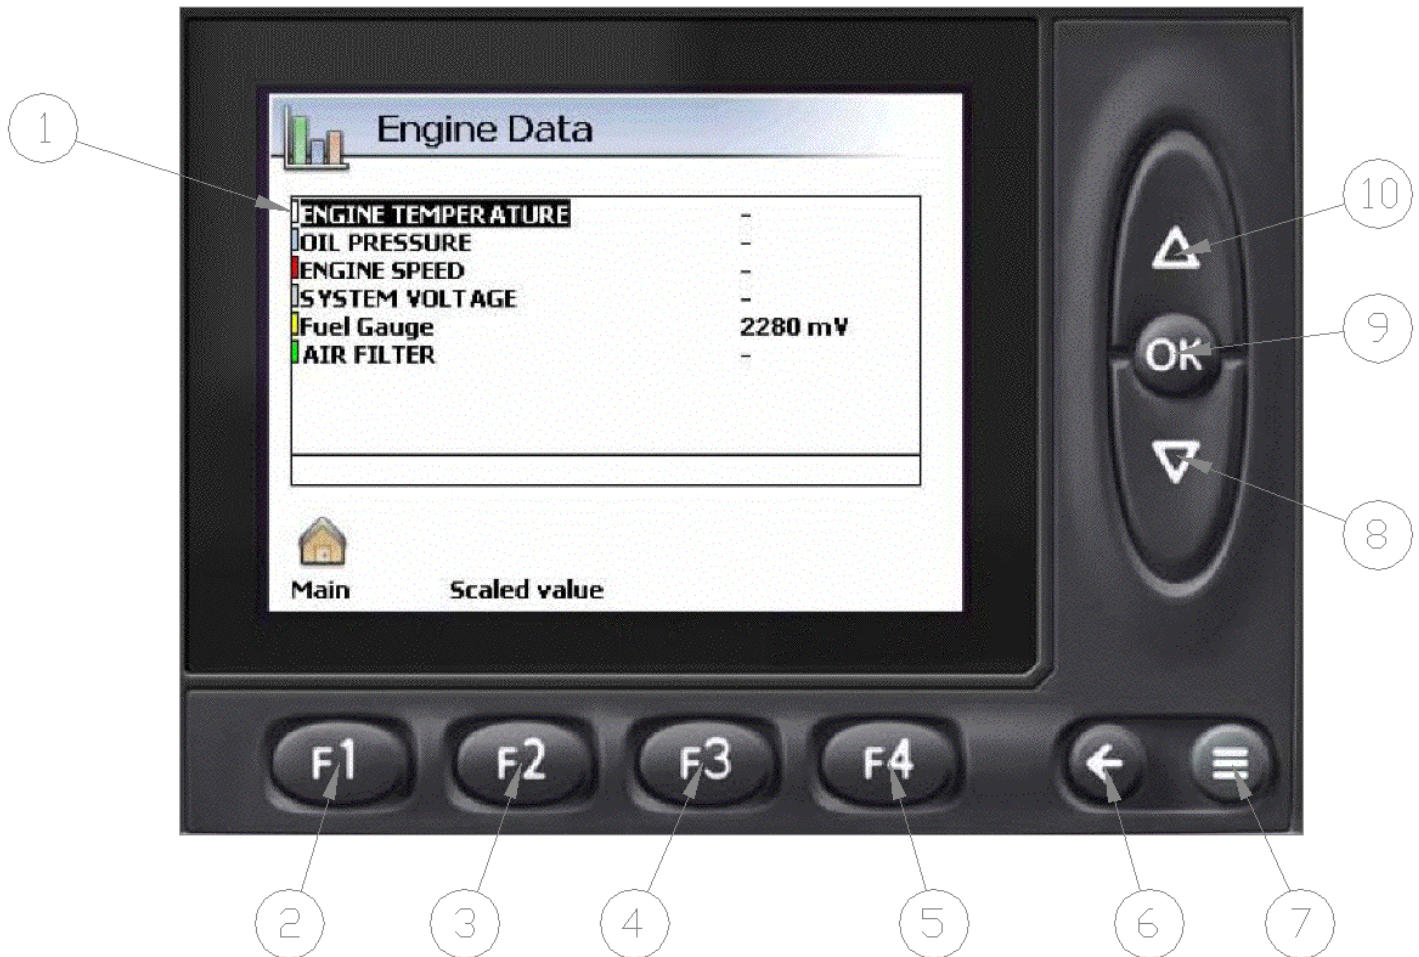 Engine Data
ENGINE TEMPERATURE -
OIL PRESSURE -
ENGINE SPEED -
SYSTEM VOLTAGE -
Fuel Gauge 2280 mV
AIR FILTER -
Main Scaled value
OK
F1 F2 F3 F4
1
10
9
8
2 3 4 5 6 7